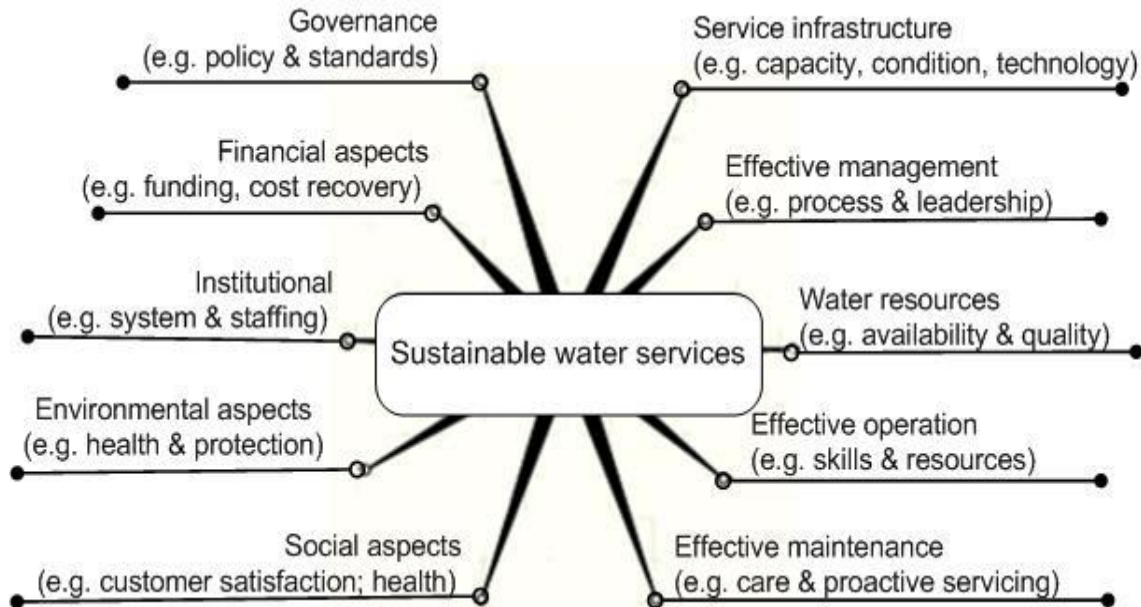 Governance
(e.g. policy & standards)
Service infrastructure
(e.g. capacity, condition, technology)
Financial aspects
(e.g. funding, cost recovery)
Effective management
(e.g. process & leadership)
Institutional
(e.g. system & staffing)
Sustainable water services
Water resources
(e.g. availability & quality)
Environmental aspects
(e.g. health & protection)
Effective operation
(e.g. skills & resources)
Social aspects
(e.g. customer satisfaction; health)
Effective maintenance
(e.g. care & proactive servicing)